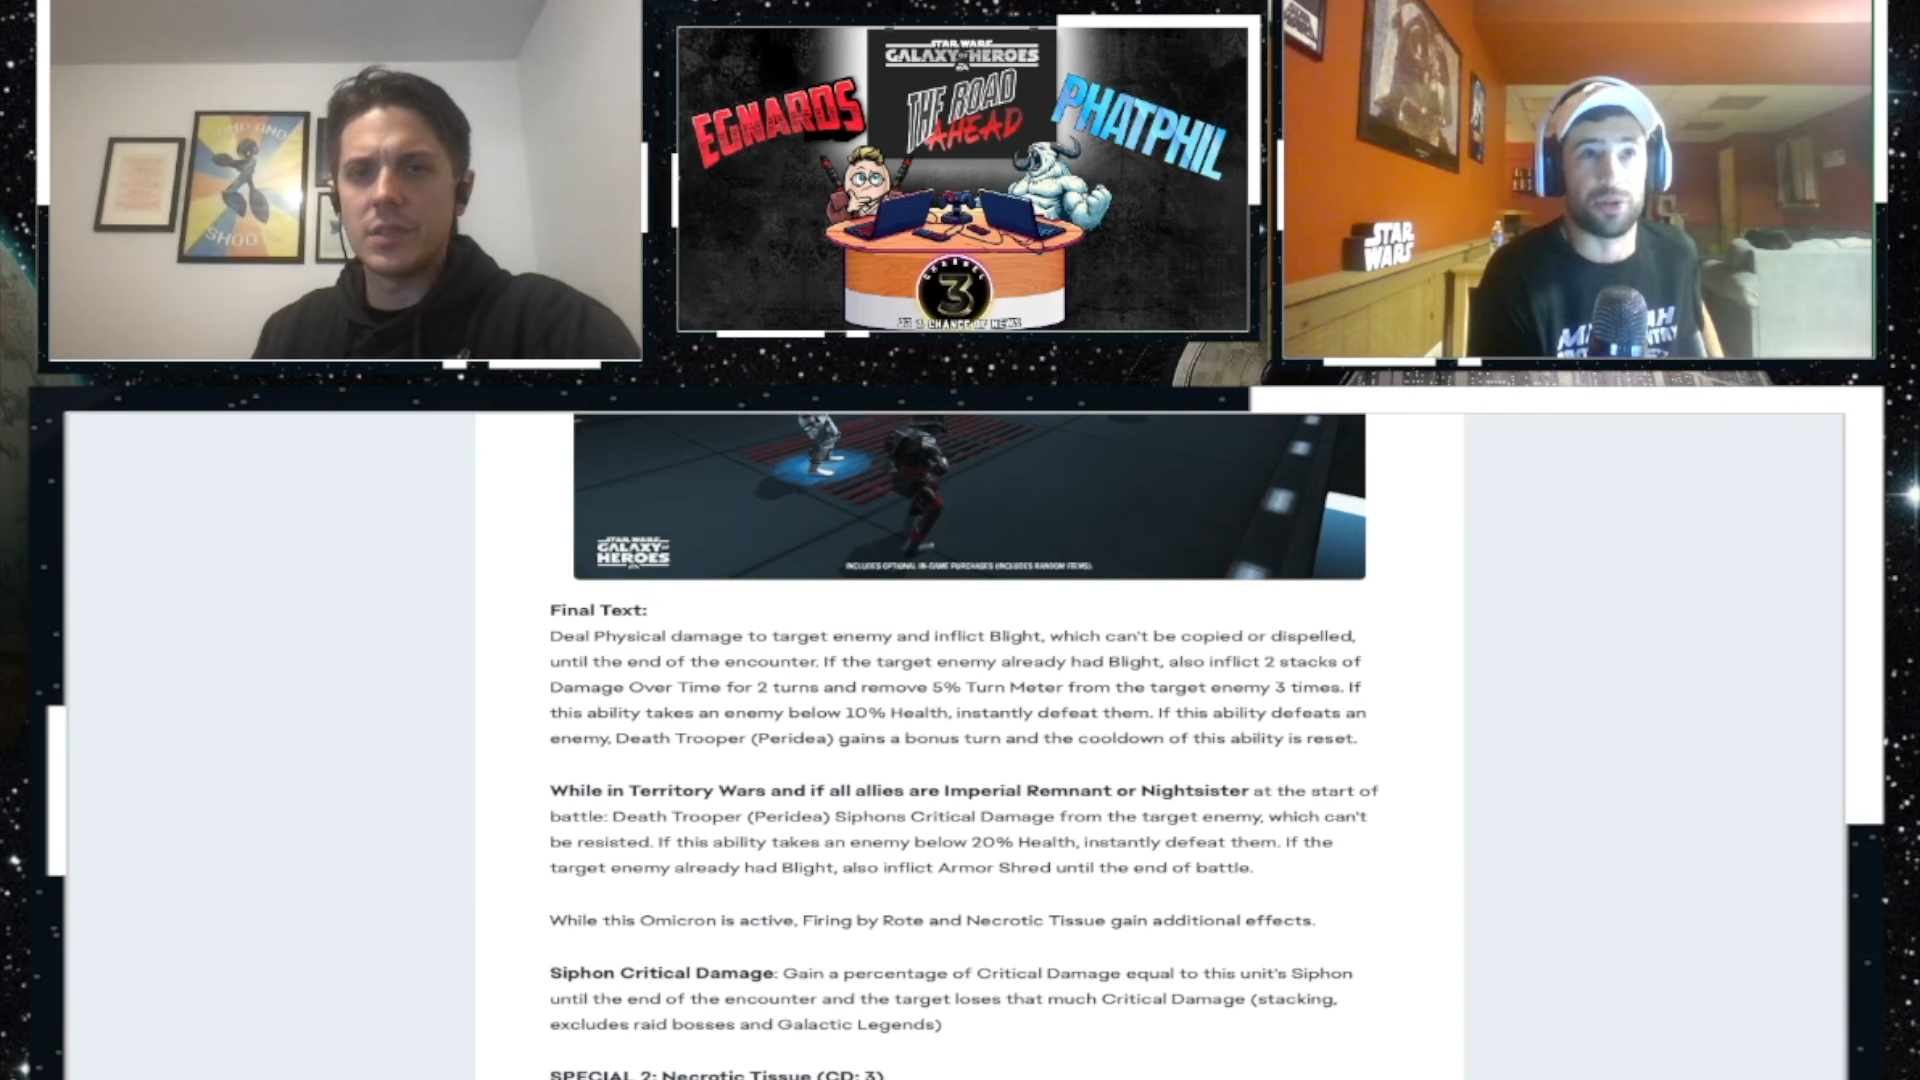 JUMP AND
SHOOT
STAR WARS
GALAXY OF HEROES
EA
THE ROAD
AHEAD
EGNARDS
PHATPHIL
CHANNEL
3
STAR
WARS
STAR WARS
GALAXY OF
HEROES
EA
INCLUDES OPTIONAL IN-GAME PURCHASES (INCLUDES RANDOM ITEMS).
Final Text:
Deal Physical damage to target enemy and inflict Blight, which can't be copied or dispelled,
until the end of the encounter. If the target enemy already had Blight, also inflict 2 stacks of
Damage Over Time for 2 turns and remove 5% Turn Meter from the target enemy 3 times. If
this ability takes an enemy below 10% Health, instantly defeat them. If this ability defeats an
enemy, Death Trooper (Peridea) gains a bonus turn and the cooldown of this ability is reset.
While in Territory Wars and if all allies are Imperial Remnant or Nightsister at the start of
battle: Death Trooper (Peridea) Siphons Critical Damage from the target enemy, which can't
be resisted. If this ability takes an enemy below 20% Health, instantly defeat them. If the
target enemy already had Blight, also inflict Armor Shred until the end of battle.
While this Omicron is active, Firing by Rote and Necrotic Tissue gain additional effects.
Siphon Critical Damage: Gain a percentage of Critical Damage equal to this unit's Siphon
until the end of the encounter and the target loses that much Critical Damage (stacking,
excludes raid bosses and Galactic Legends)
SPECIAL 2: Necrotic Tissue (CD: 3)